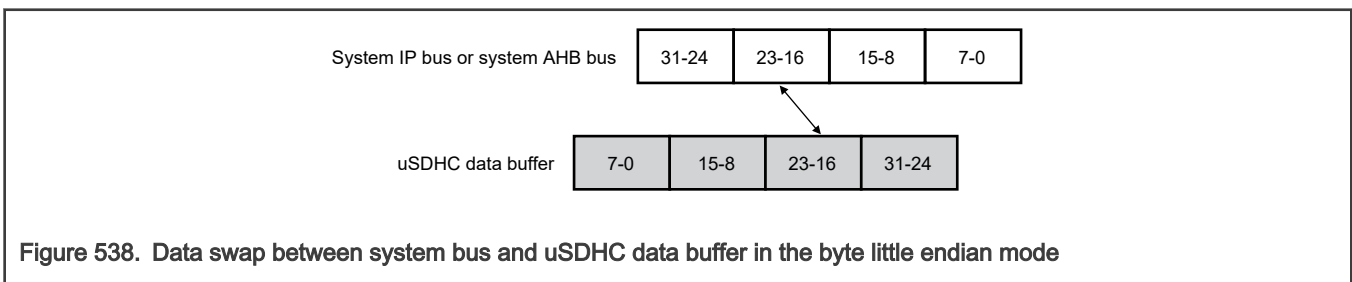 System IP bus or system AHB bus 31-24 23-16 15-8 7-0
uSDHC data buffer 7-0 15-8 23-16 31-24
Figure 538. Data swap between system bus and uSDHC data buffer in the byte little endian mode